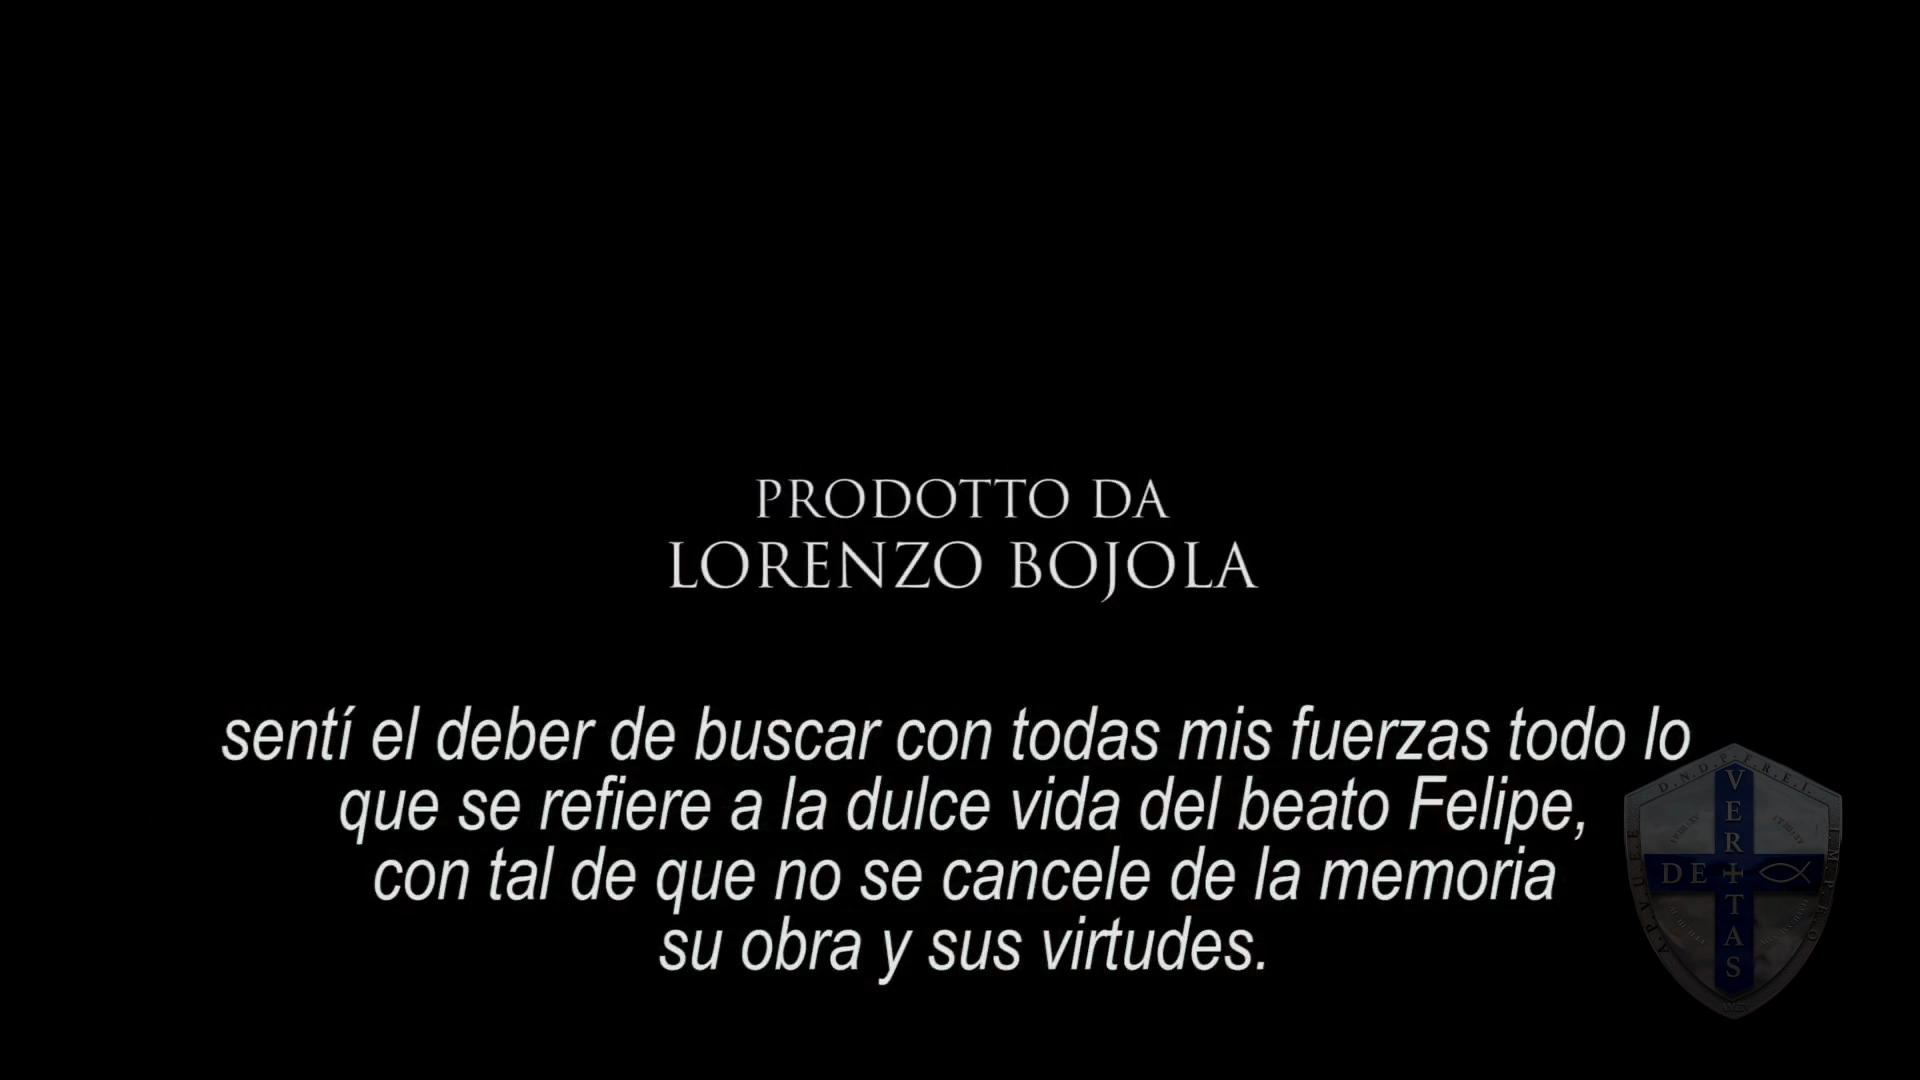 PRODOTTO DA
LORENZO BOJOLA
sentí el deber de buscar con todas mis fuerzas todo lo
que se refiere a la dulce vida del beato Felipe,
con tal de que no se cancele de la memoria
su obra y sus virtudes.
VERITAS
DE